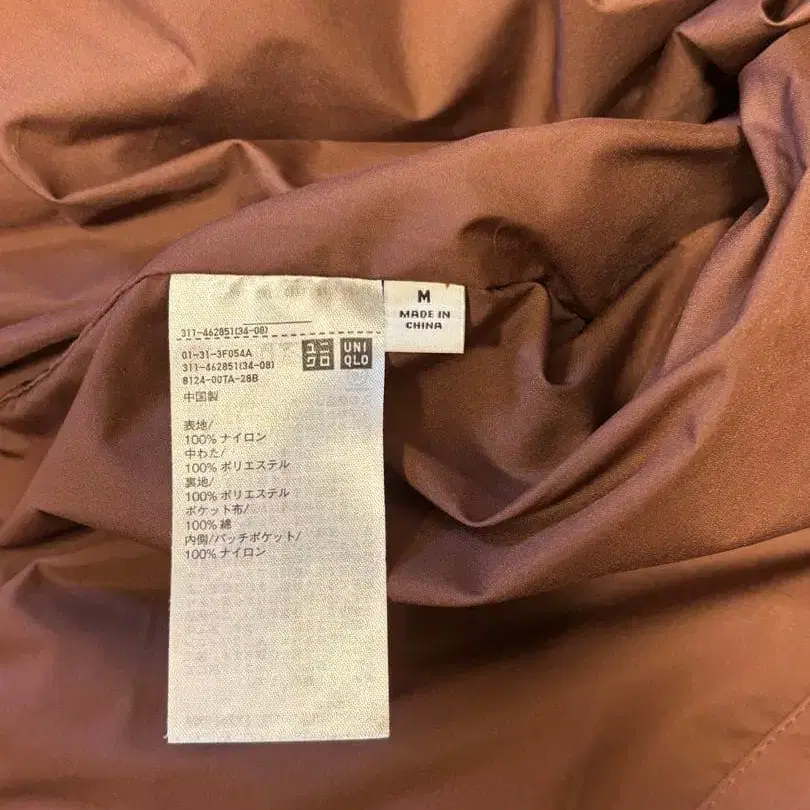 311-462851(34-08)
01-31-3F054A
311-462851(34-08)
8124-00TA-28B
中国製
ユニクロ
UNIQLO
表地/
100% ナイロン
中わた/
100% ポリエステル
裏地/
100% ポリエステル
ポケット布/
100% 綿
内側/パッチポケット/
100% ナイロン
M
MADE IN
CHINA